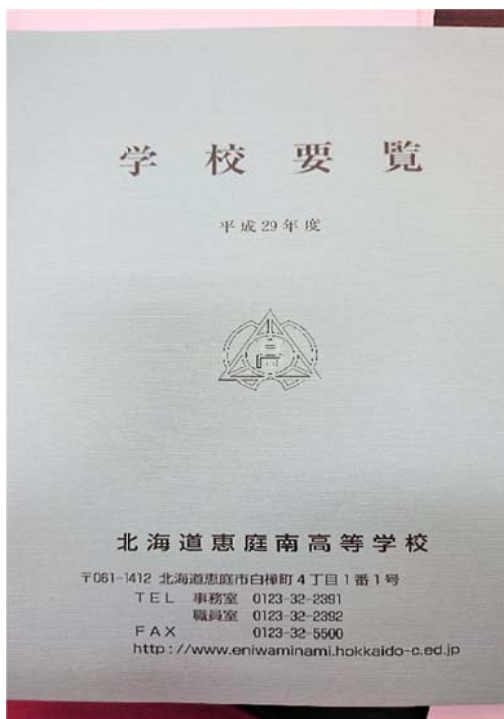 学校要覧
平成29年度
高
北海道恵庭南高等学校
〒061-1412 北海道恵庭市白樺町4丁目1番1号
TEL 事務室 0123-32-2391
職員室 0123-32-2392
FAX 0123-32-5500
http://www.eniwaminami.hokkaido-c.ed.jp